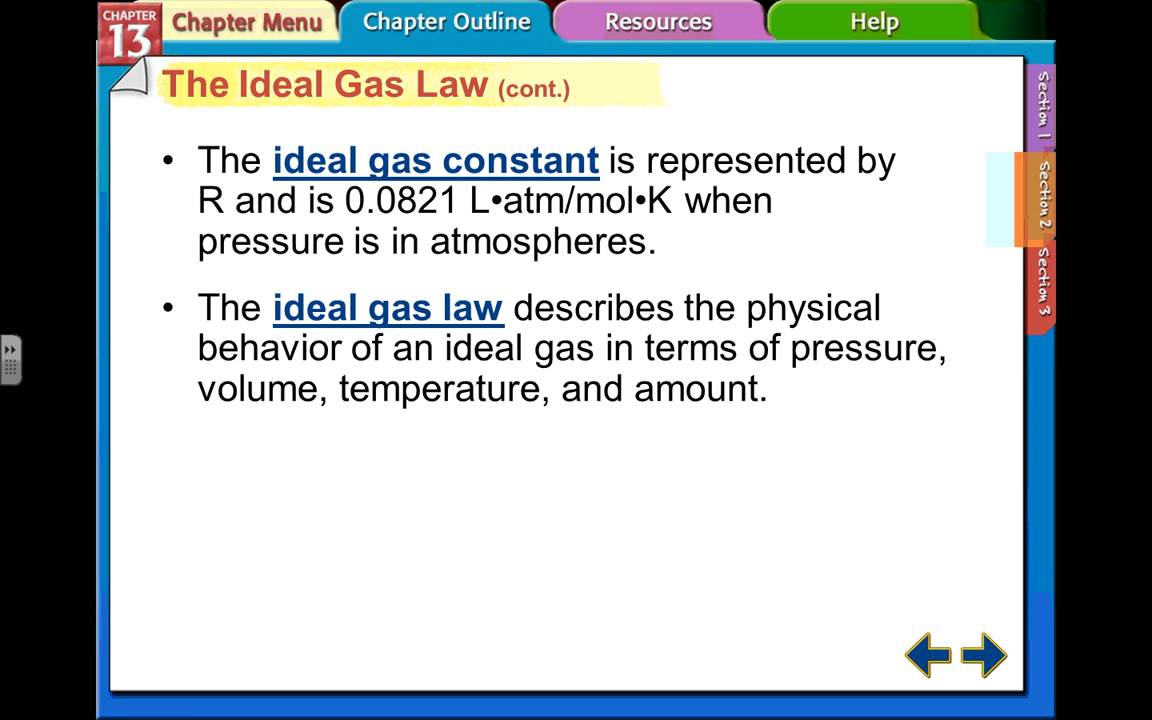 CHAPTER
13
Chapter Menu
Chapter Outline
Resources
Help
The Ideal Gas Law (cont.)
• The ideal gas constant is represented by
R and is 0.0821 L•atm/mol•K when
pressure is in atmospheres.
• The ideal gas law describes the physical
behavior of an ideal gas in terms of pressure,
volume, temperature, and amount.
Section 1
Section 2
Section 3